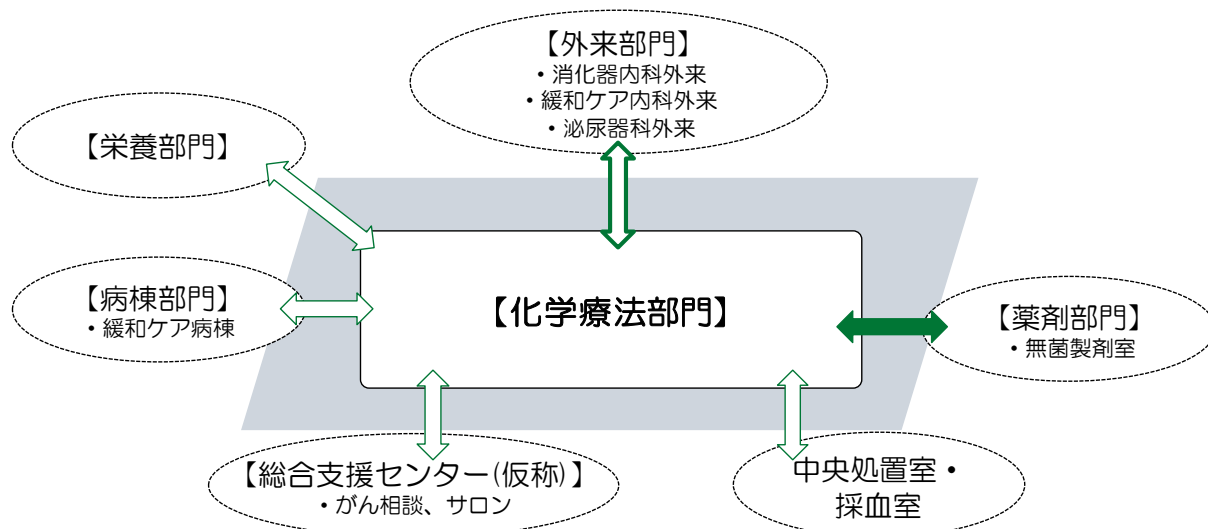 【外来部門】
・消化器内科外来
・緩和ケア内科外来
・泌尿器科外来
【栄養部門】
【病棟部門】
・緩和ケア病棟
【化学療法部門】
【薬剤部門】
・無菌製剤室
【総合支援センター(仮称)】
・がん相談、サロン
中央処置室・
採血室